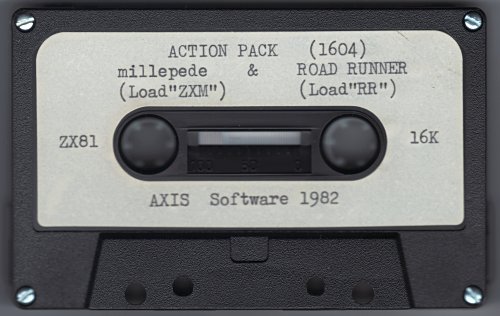 ACTION PACK (1604)
millepede & ROAD RUNNER
(Load"ZXM") (Load"RR")
ZX81 16K
AXIS Software 1982